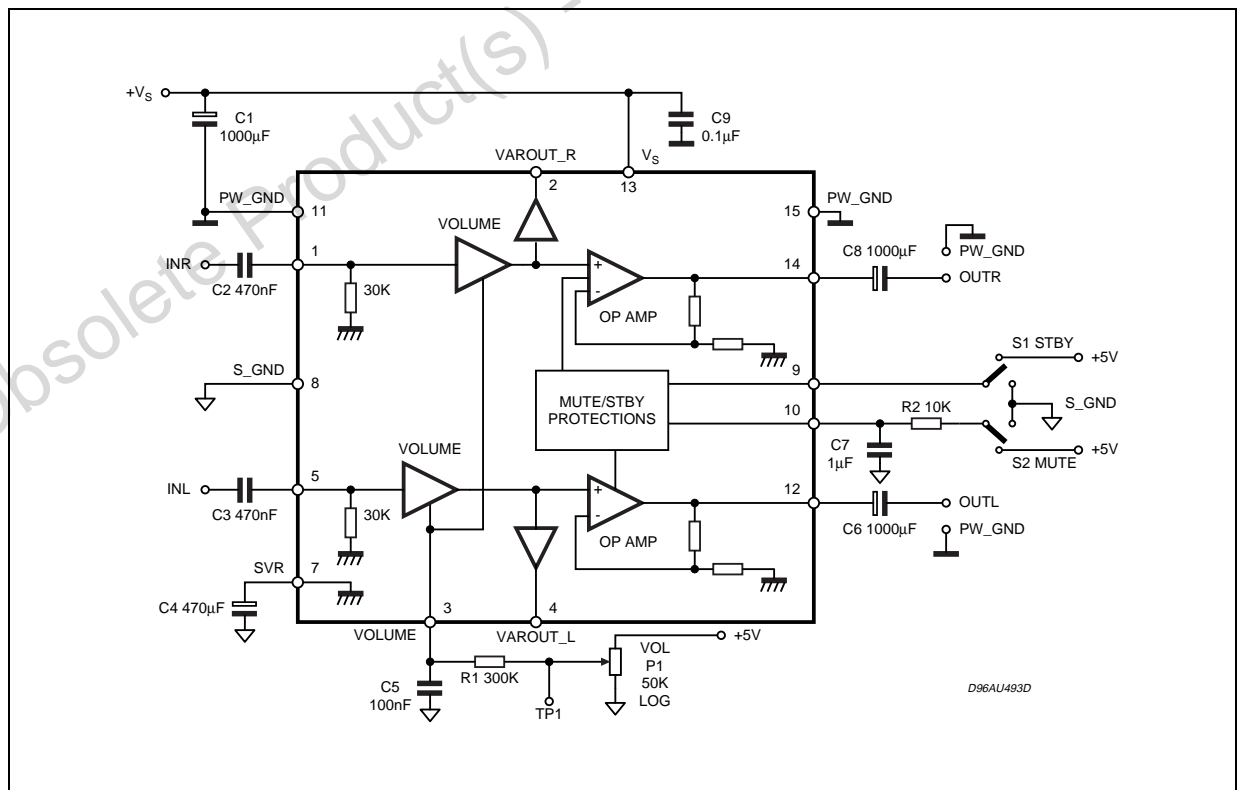 Obsolete Product(s) -
+VS
C1
1000μF
C9
0.1μF
VAROUT_R
VS
2
13
PW_GND
11
15
PW_GND
VOLUME
1
INR
C2 470nF
30K
+
-
OP AMP
14
C8 1000μF
PW_GND
OUTR
S1 STBY
+5V
S_GND
8
9
MUTE/STBY
PROTECTIONS
10
R2 10K
S_GND
C7
1μF
S2 MUTE
+5V
VOLUME
5
INL
C3 470nF
30K
+
-
OP AMP
12
OUTL
C6 1000μF
PW_GND
SVR
7
C4 470μF
3
4
VOLUME
VAROUT_L
+5V
VOL
P1
50K
LOG
R1 300K
C5
100nF
TP1
D96AU493D